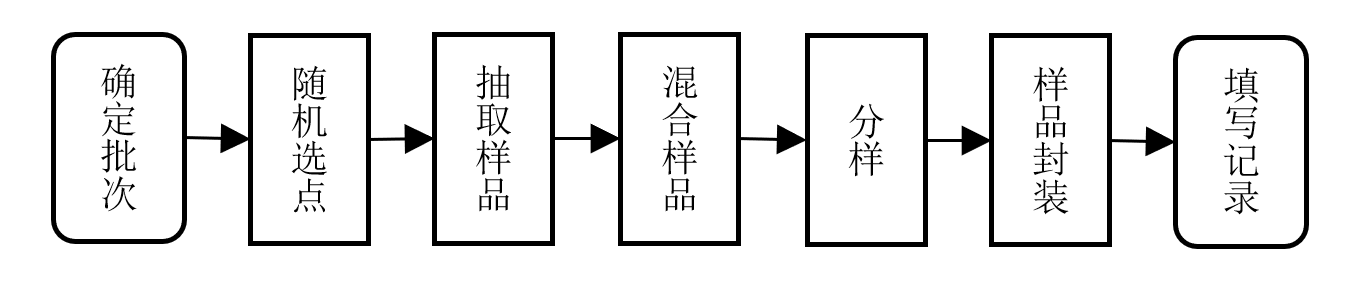 确定批次
随机选点
抽取样品
混合样品
分样
样品封装
填写记录